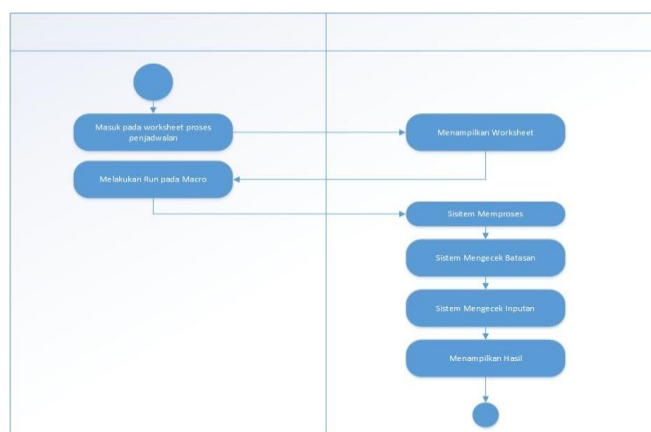 Masuk pada worksheet proses
penjadwalan
Menampilkan Worksheet
Melakukan Run pada Macro
Sisitem Memproses
Sistem Mengecek Batasan
Sistem Mengecek Inputan
Menampilkan Hasil